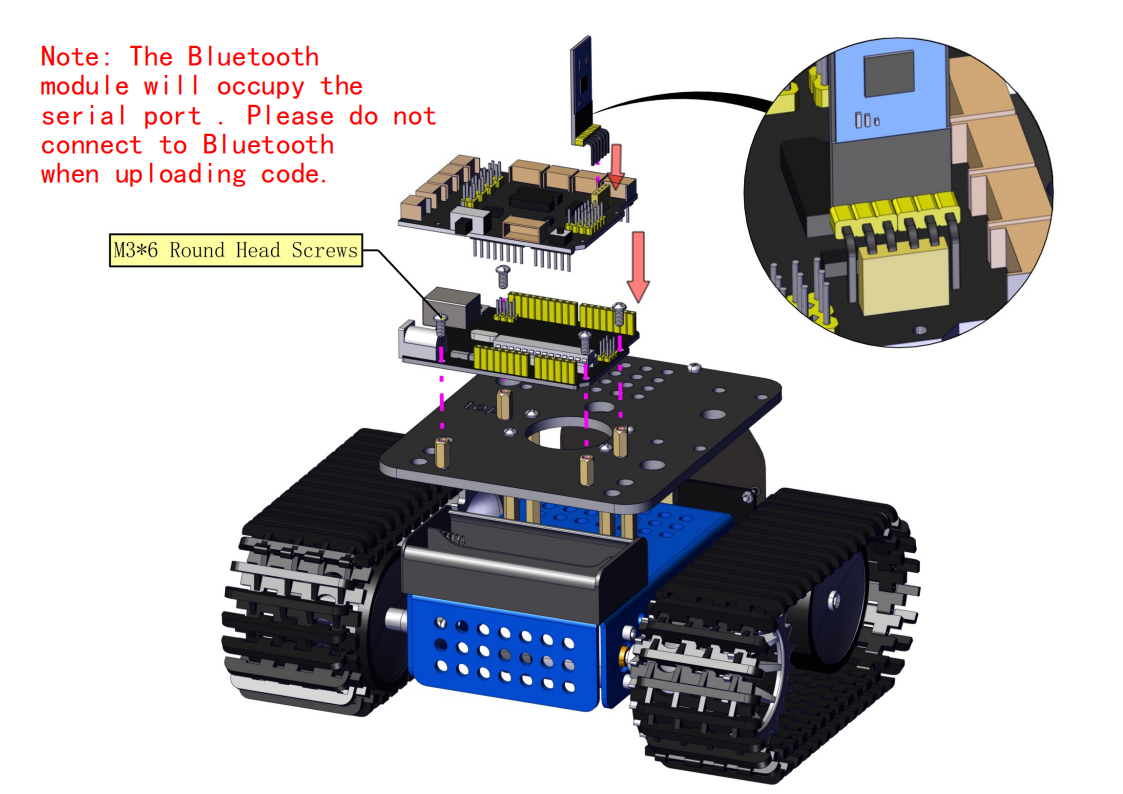 Note: The Bluetooth
module will occupy the
serial port . Please do not
connect to Bluetooth
when uploading code.
M3*6 Round Head Screws